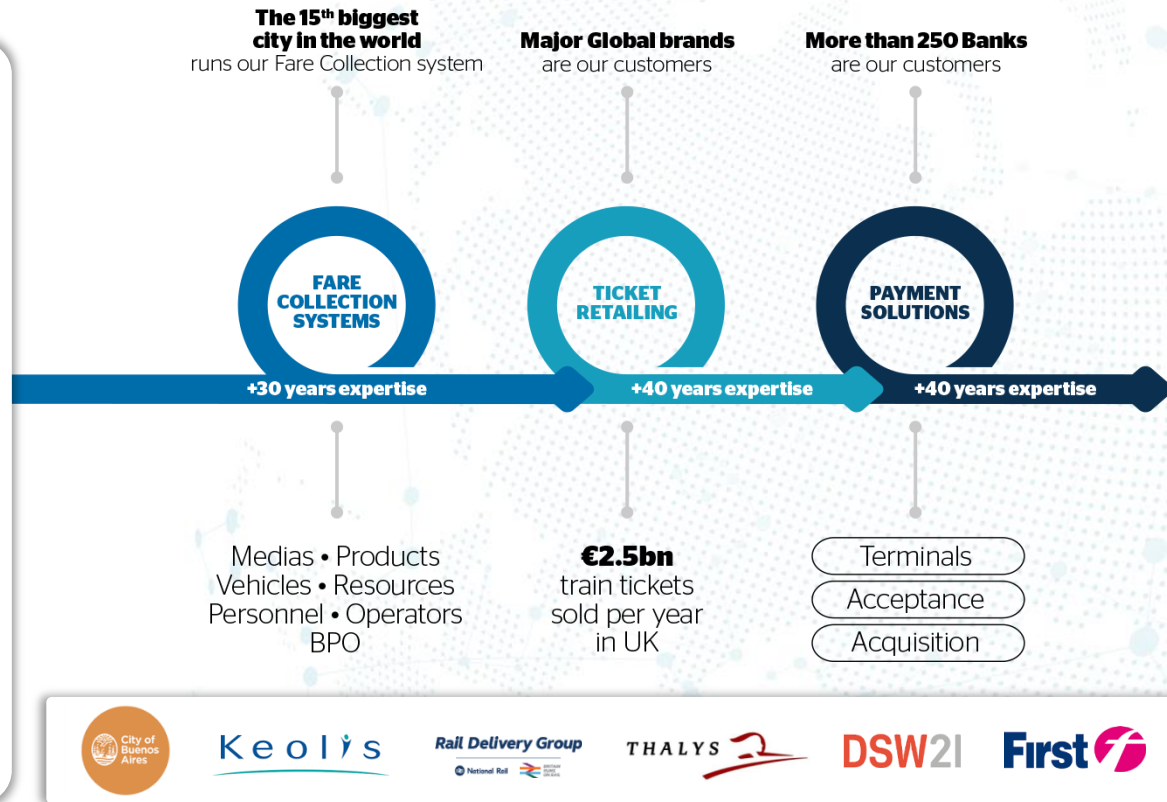 The 15th biggest
city in the world
runs our Fare Collection system
Major Global brands
are our customers
More than 250 Banks
are our customers
FARE
COLLECTION
SYSTEMS
TICKET
RETAILING
PAYMENT
SOLUTIONS
+30 years expertise
+40 years expertise
+40 years expertise
Medias • Products
Vehicles • Resources
Personnel • Operators
BPO
€2.5bn
train tickets
sold per year
in UK
Terminals
Acceptance
Acquisition
City of
Buenos
Aires
Keolis
Rail Delivery Group
National Rail
THALYS
DSW21
First